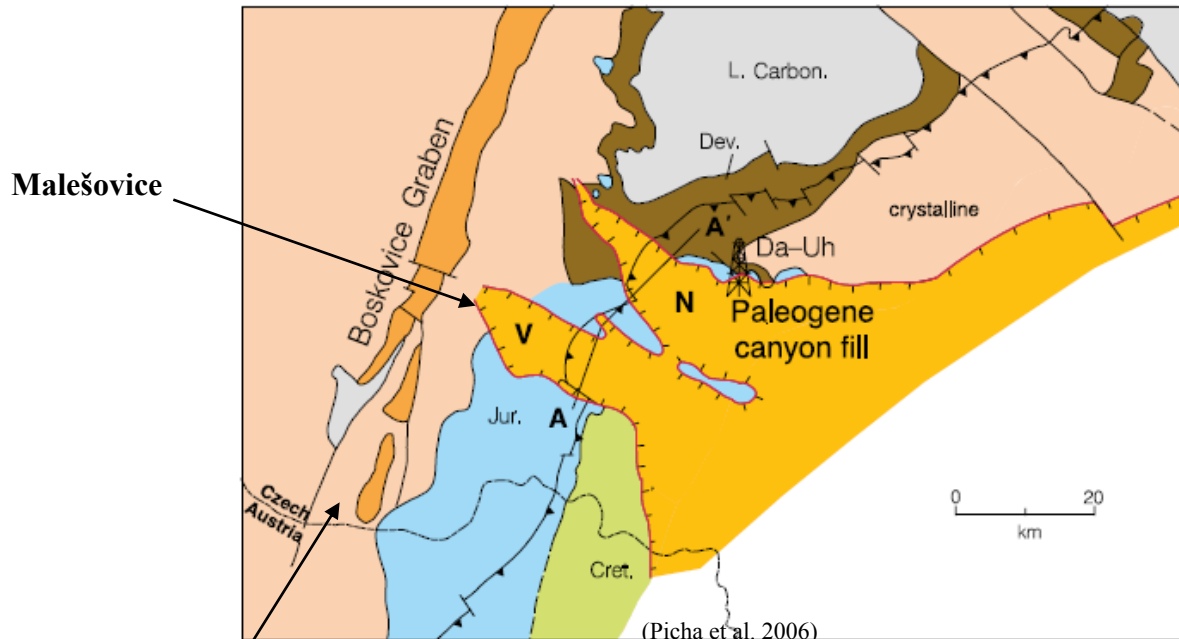 L. Carbon.
Dev.
Malešovice
Boskovice Graben
crystalline
A'
Da–Uh
N
Paleogene
canyon fill
V
Jur.
A
Czech
Austria
0 20
km
Cret.
(Picha et al. 2006)